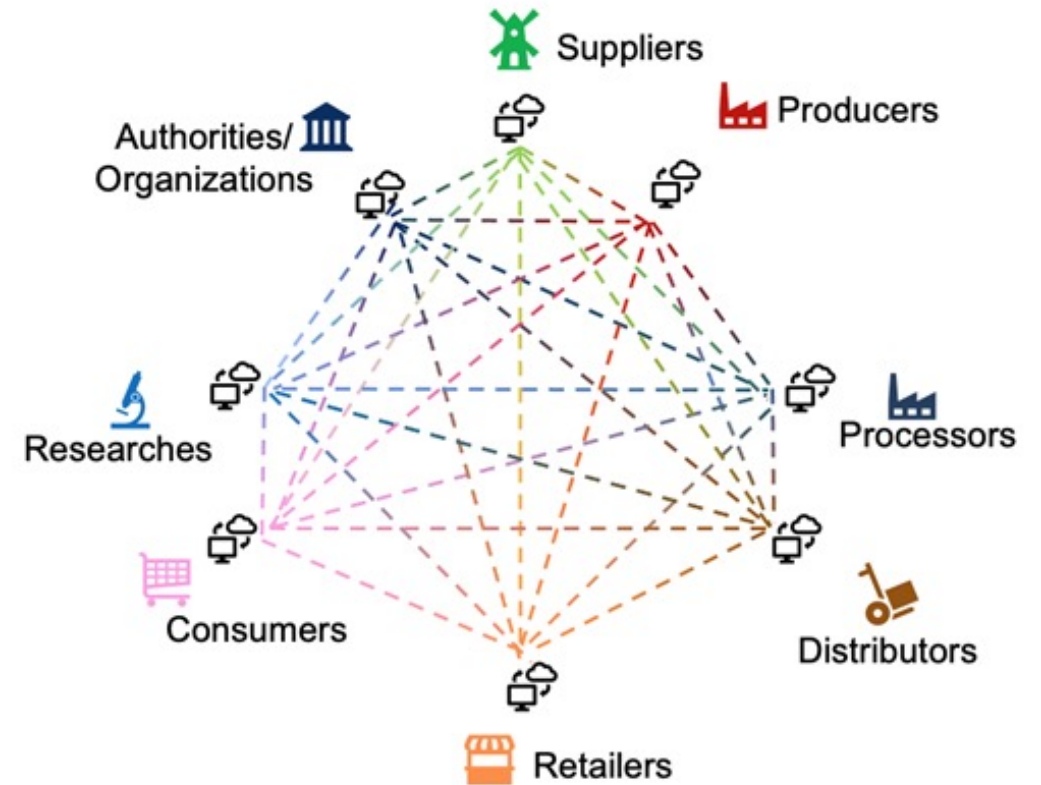 Suppliers
Producers
Authorities/
Organizations
Researches
Processors
Consumers
Distributors
Retailers